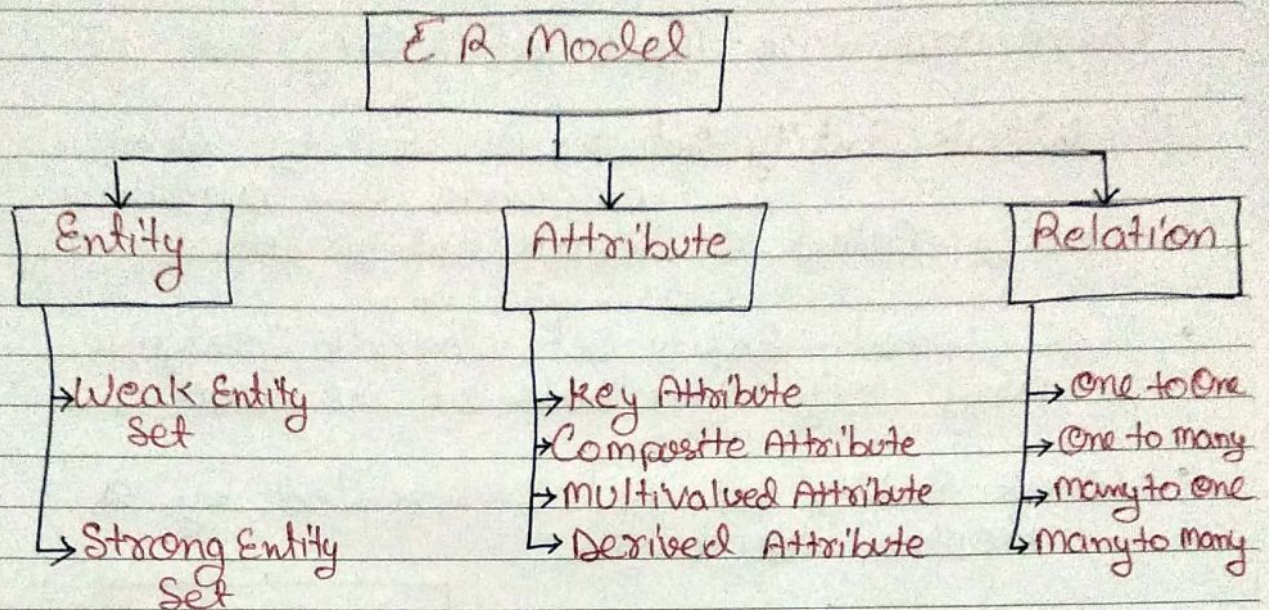 ER Model
Entity
Attribute
Relation
Weak Entity
Set
Strong Entity
Set
Key Attribute
Composite Attribute
Multivalued Attribute
Derived Attribute
One to One
One to many
many to one
many to many